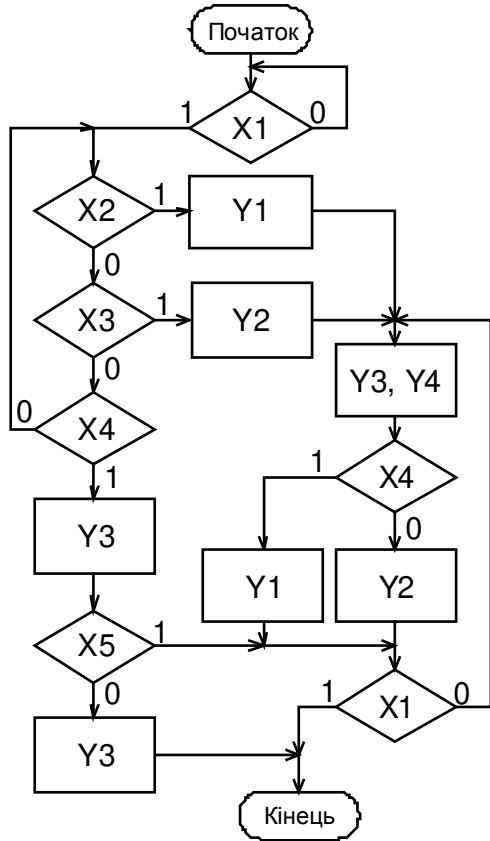 Початок
1 X1 0
X2 1 Y1
0
X3 1 Y2
0
Y3, Y4
0 X4
1 X4
1
0
Y3
Y1 Y2
X5 1
0
1 X1 0
Y3
Кінець